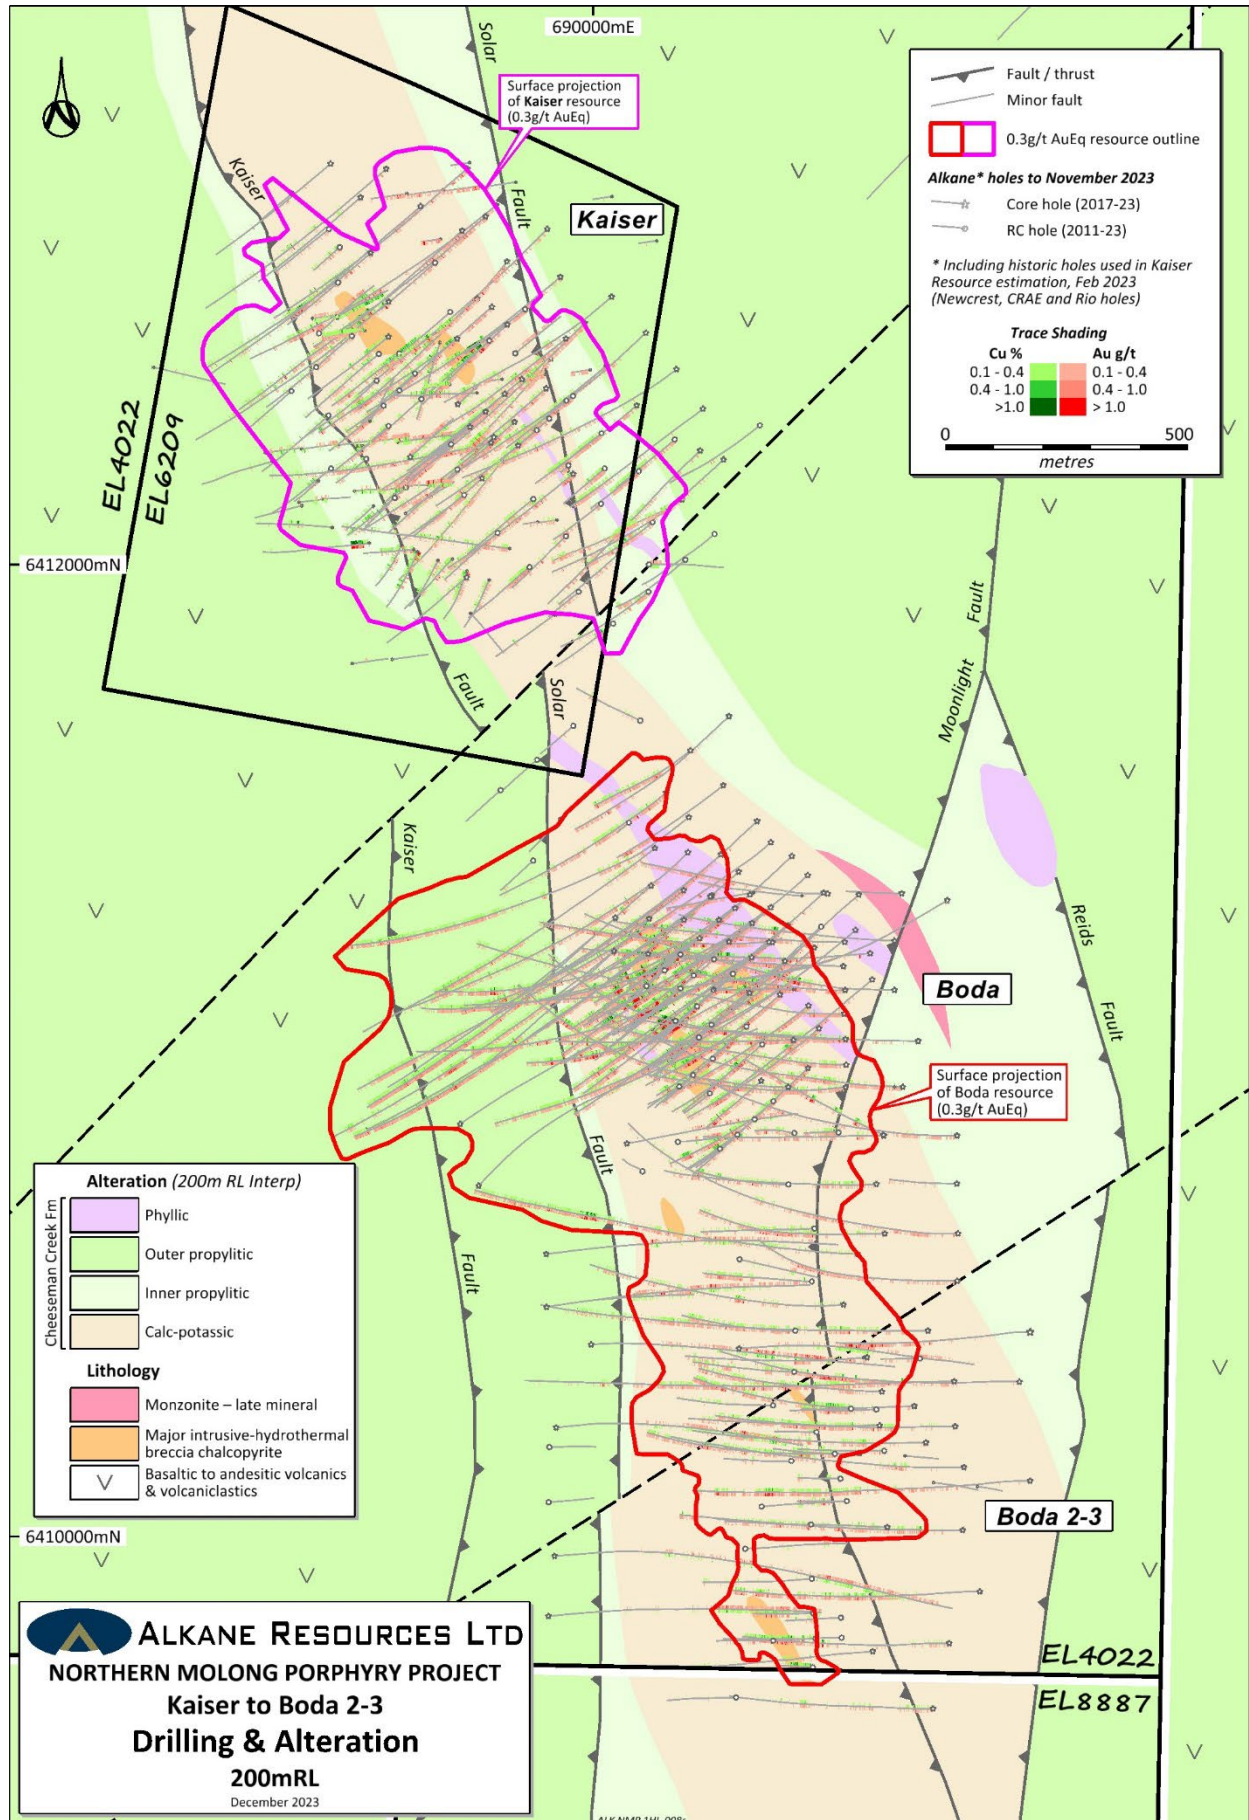 690000mE
Solar
Surface projection
of Kaiser resource
(0.3g/t AuEq)
Kaiser
Fault
Kaiser
Fault / thrust
Minor fault
0.3g/t AuEq resource outline
Alkane* holes to November 2023
Core hole (2017-23)
RC hole (2011-23)
* Including historic holes used in Kaiser
Resource estimation, Feb 2023
(Newcrest, CRAE and Rio holes)
Trace Shading
Cu % Au g/t
0.1 - 0.4 0.1 - 0.4
0.4 - 1.0 0.4 - 1.0
>1.0 > 1.0
0 500
metres
EL4022
EL6209
6412000mN
Fault
Solar
Moonlight
Fault
Kaiser
Reids
Fault
Boda
Surface projection
of Boda resource
(0.3g/t AuEq)
Fault
Fault
Alteration (200m RL Interp)
Cheeseman Creek Fm
Phyllic
Outer propylitic
Inner propylitic
Calc-potassic
Lithology
Monzonite – late mineral
Major intrusive-hydrothermal
breccia chalcopyrite
V Basaltic to andesitic volcanics
& volcaniclastics
Boda 2-3
6410000mN
EL4022
EL8887
ALKANE RESOURCES LTD
NORTHERN MOLONG PORPHYRY PROJECT
Kaiser to Boda 2-3
Drilling & Alteration
200mRL
December 2023